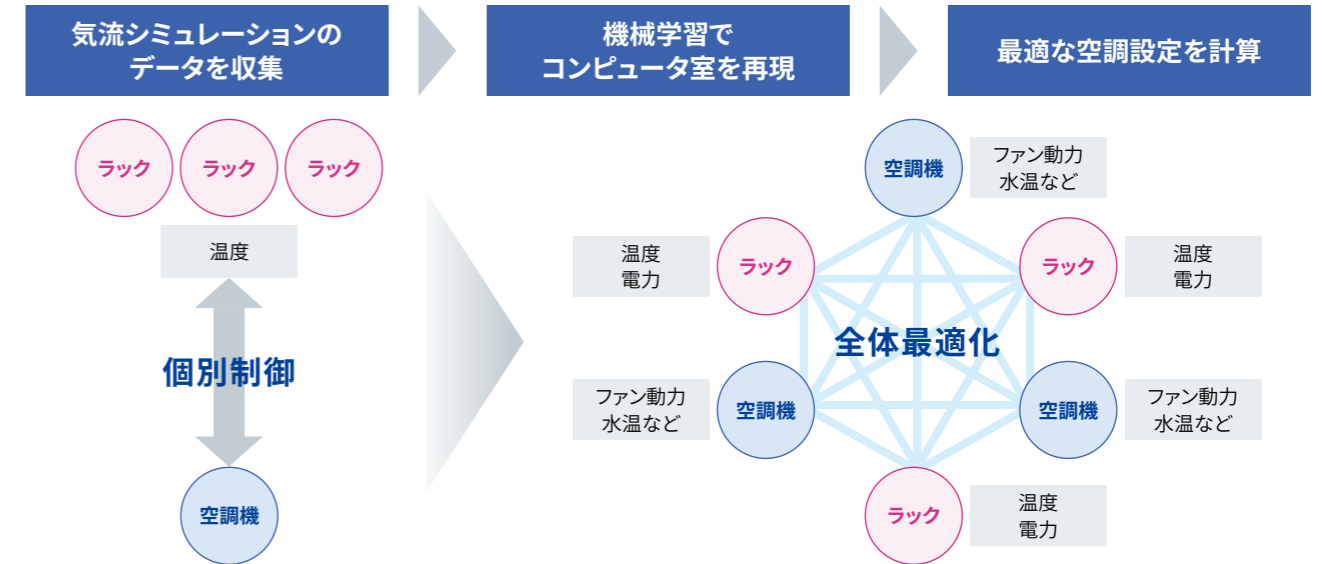 気流シミュレーションの
データを収集
機械学習で
コンピュータ室を再現
最適な空調設定を計算
ラック
ラック
ラック
温度
個別制御
空調機
空調機
ファン動力
水温など
温度
電力
ラック
ラック
温度
電力
全体最適化
ファン動力
水温など
空調機
空調機
ファン動力
水温など
ラック
温度
電力